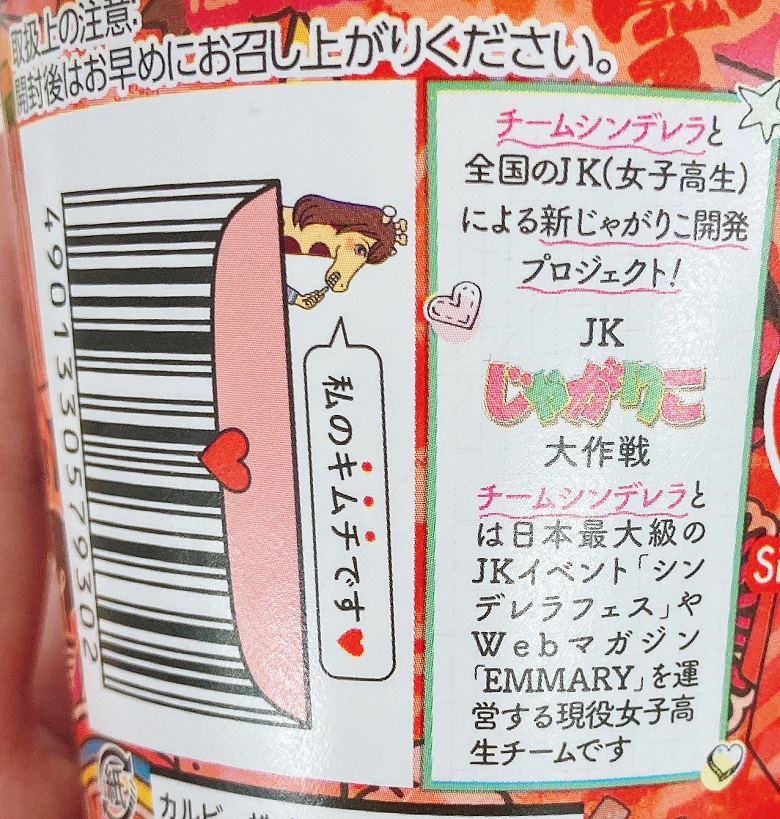 取扱上の注意:
開封後はお早めにお召し上がりください。
4901330579302
私のキムチです
チームシンデレラと
全国のJK(女子高生)
による新じゃがりこ開発
プロジェクト!
JK
じゃがりこ
大作戦
チームシンデレラと
は日本最大級の
JKイベント「シン
デレラフェス」や
Webマガジン
「EMMARY」を運
営する現役女子高
生チームです
紙
カルビー